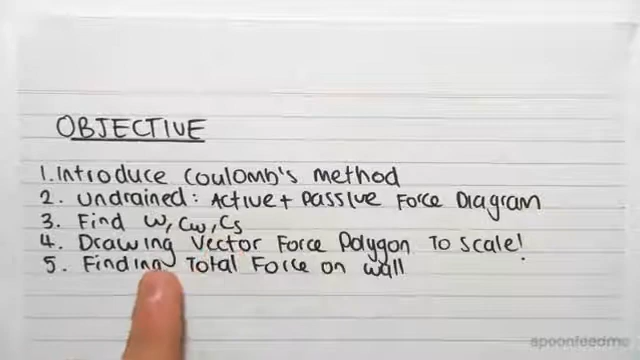 OBJECTIVE
1. Introduce Coulomb's method
2. Undrained: Active + Passive Force Diagram
3. Find W, Cw, Cs
4. Drawing Vector Force Polygon To Scale!
5. Finding Total Force on wall
spoonfeedme